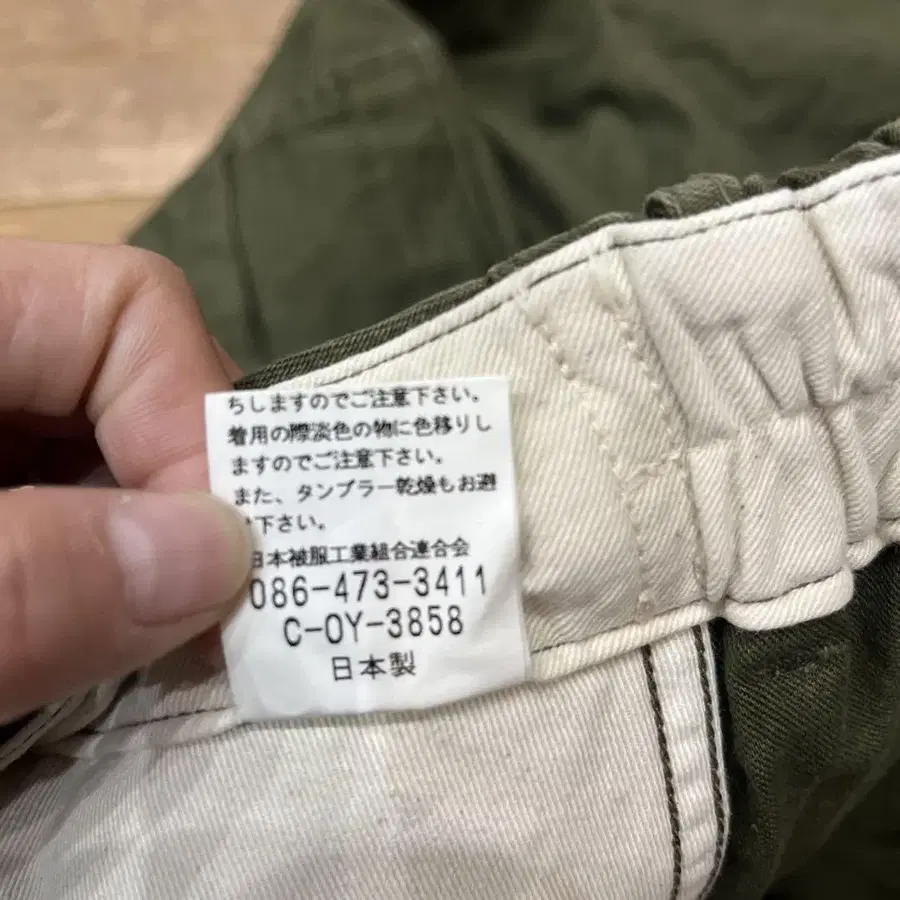 ちしますのでご注意下さい。
着用の際淡色の物に色移りし
ますのでご注意下さい。
また、タンブラー乾燥もお避
下さい。
日本被服工業組合連合会
086-473-3411
C-OY-3858
日本製